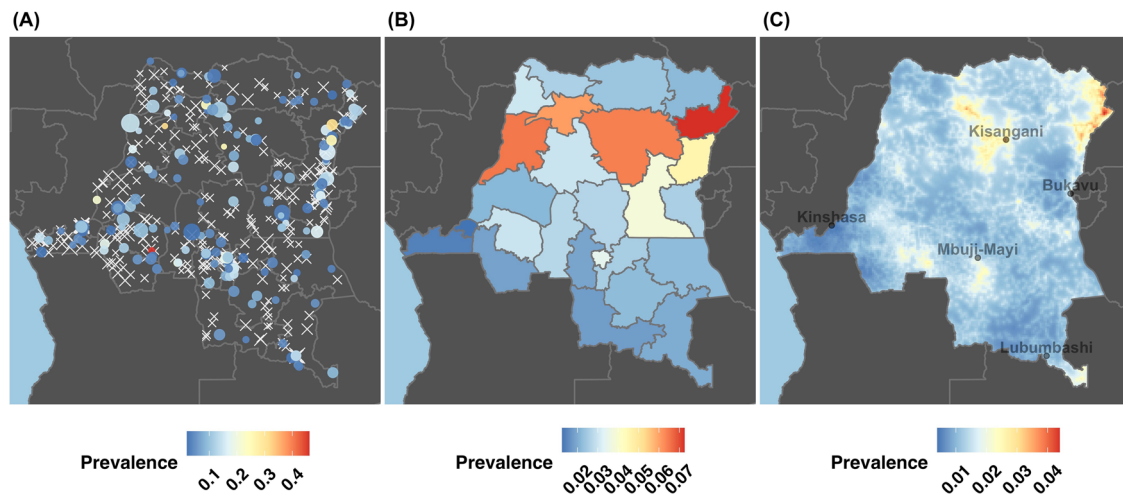 (A) (B) (C)
Kisangani
Bukavu
Kinshasa
Mbuji-Mayi
Lubumbashi
Prevalence 0.1 0.2 0.3 0.4
Prevalence 0.02 0.03 0.04 0.05 0.06 0.07
Prevalence 0.01 0.02 0.03 0.04